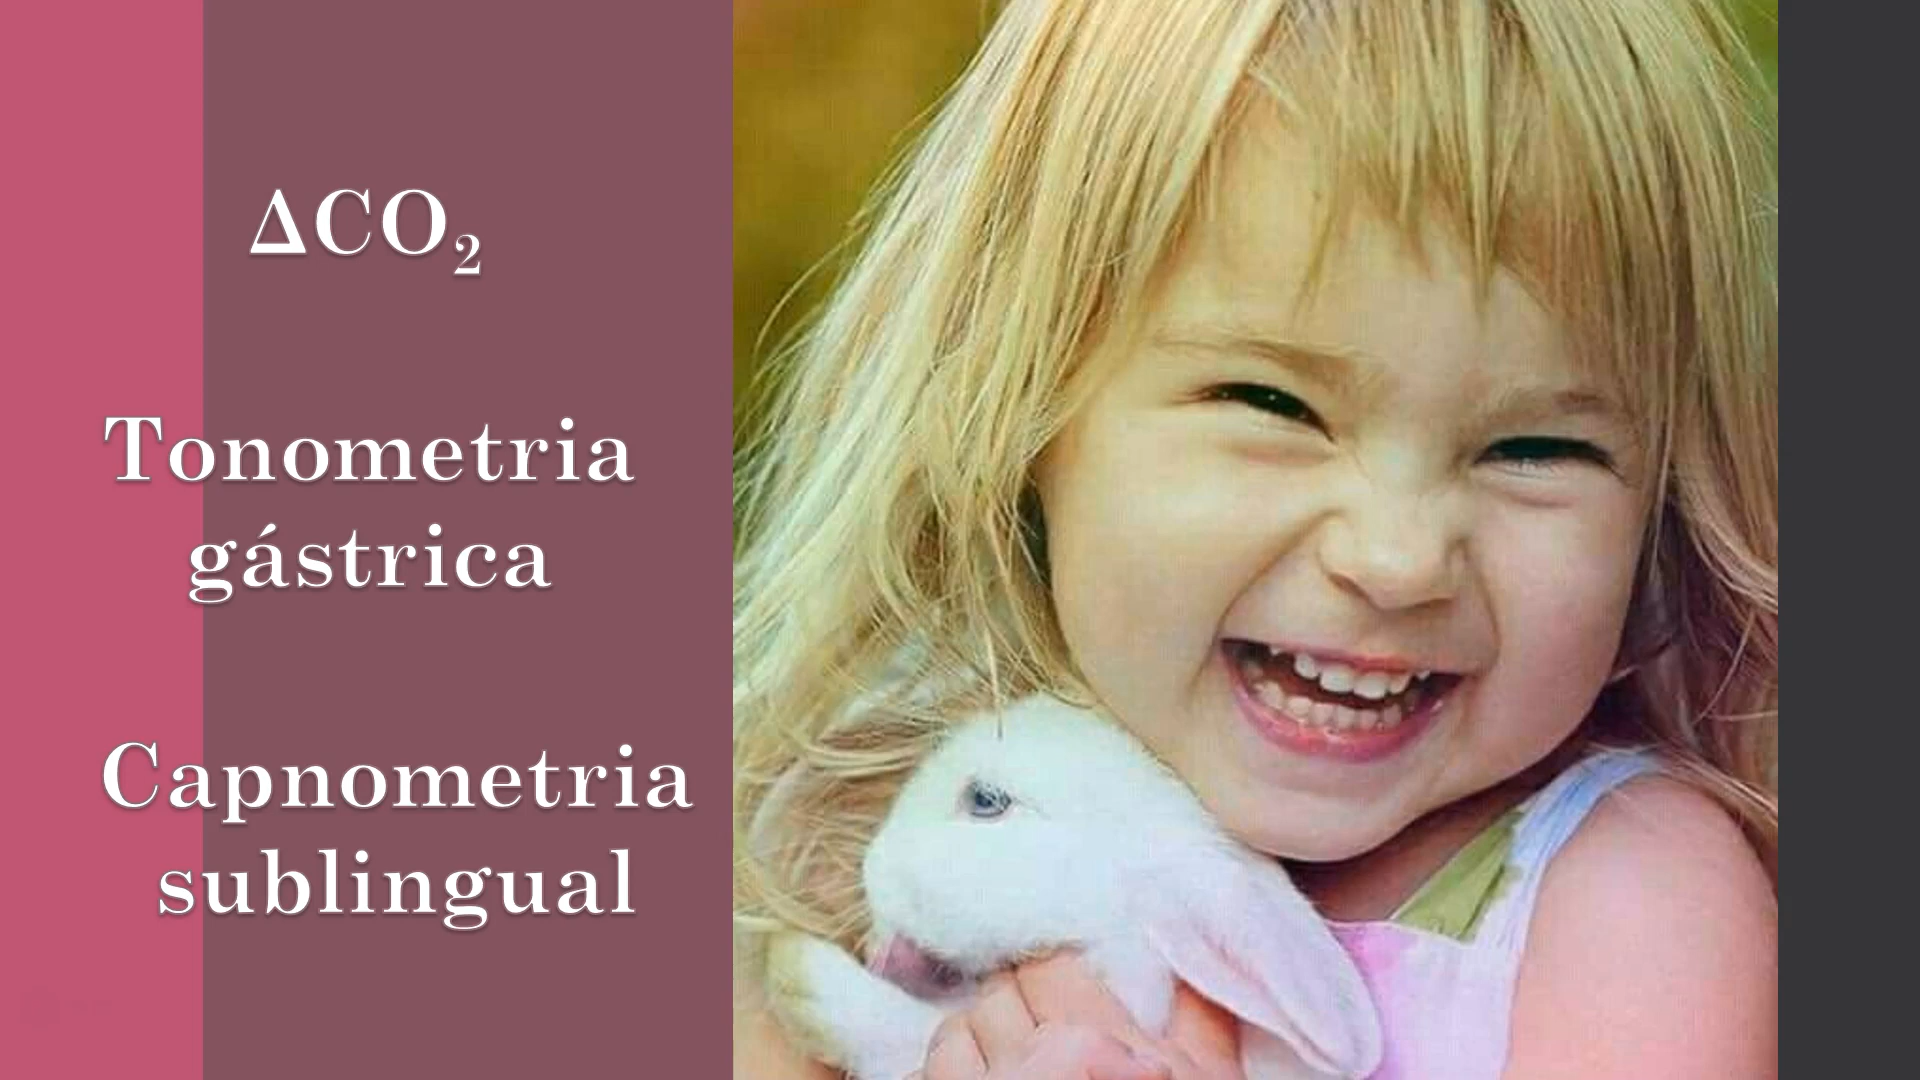 ΔCO₂
Tonometria
gástrica
Capnometria
sublingual